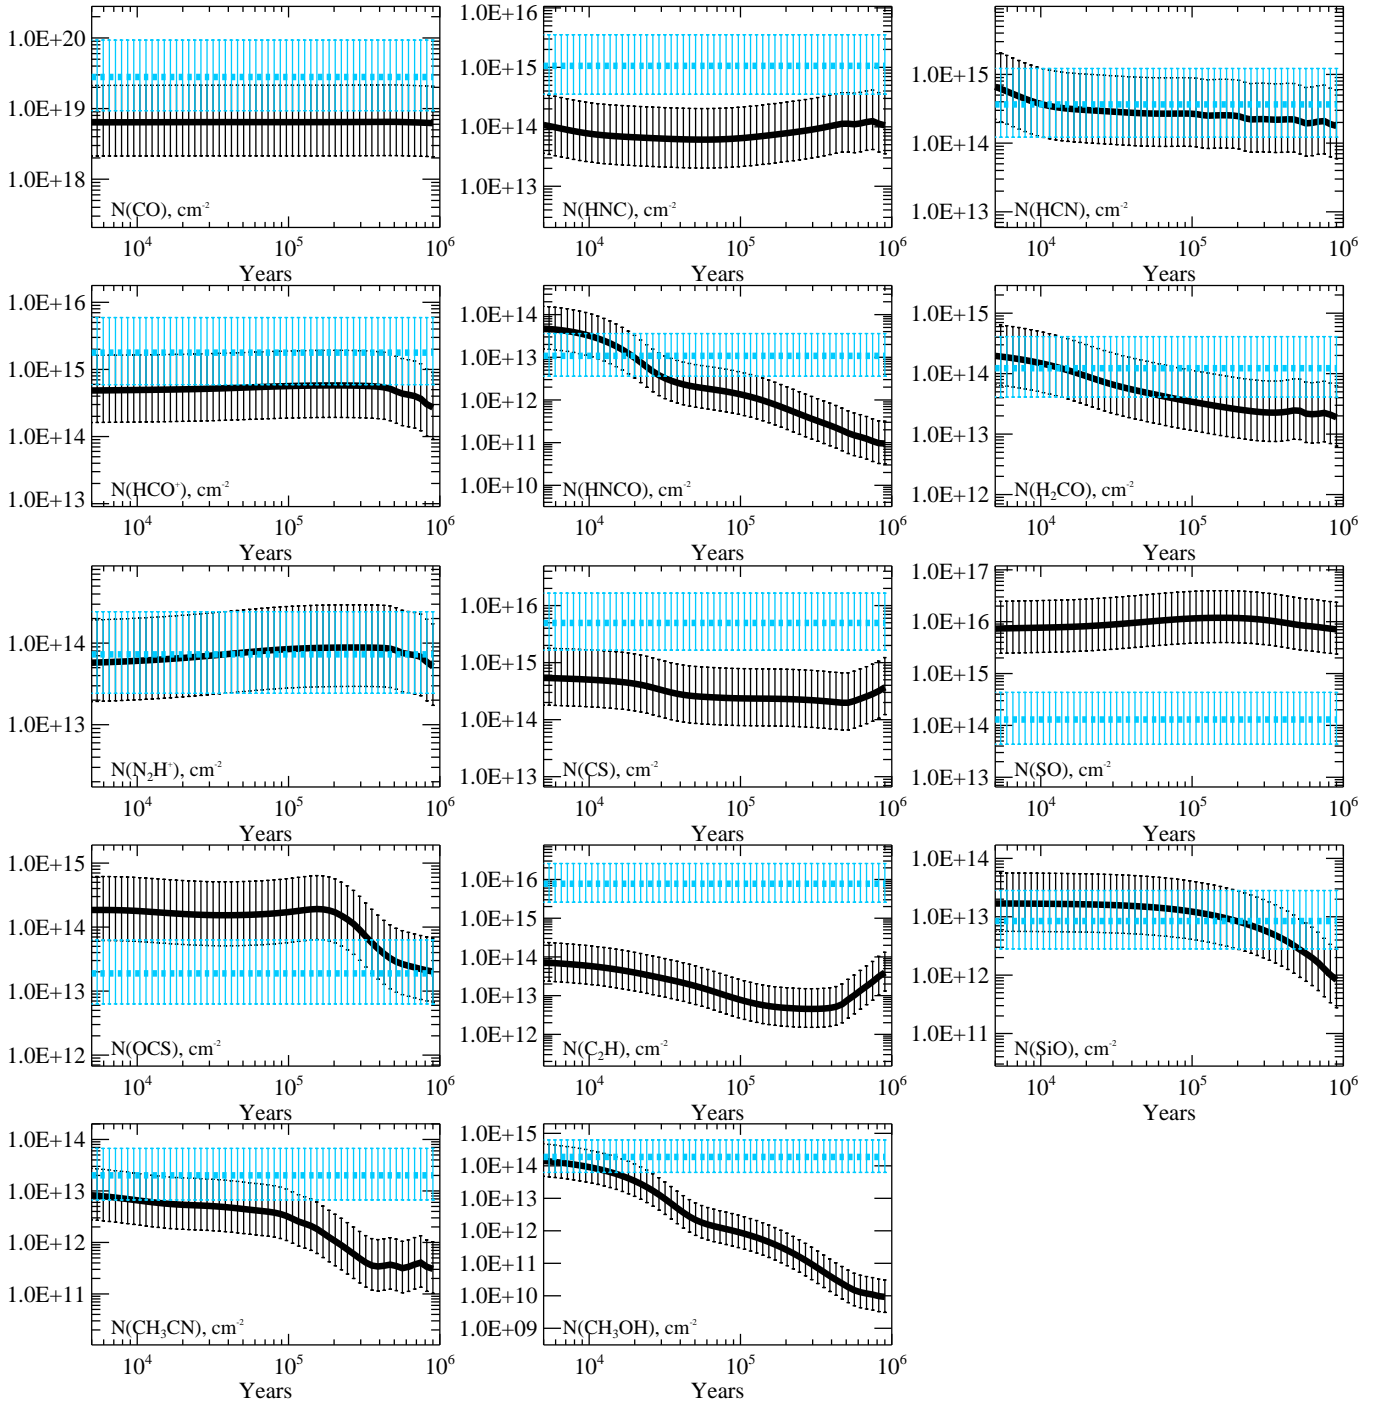 1.0E+20
1.0E+19
1.0E+18
N(CO), cm⁻²
10⁴ 10⁵ 10⁶
Years
1.0E+16
1.0E+15
1.0E+14
1.0E+13
N(HNC), cm⁻²
10⁴ 10⁵ 10⁶
Years
1.0E+15
1.0E+14
1.0E+13
N(HCN), cm⁻²
10⁴ 10⁵ 10⁶
Years
1.0E+16
1.0E+15
1.0E+14
1.0E+13
N(HCO⁺), cm⁻²
10⁴ 10⁵ 10⁶
Years
1.0E+14
1.0E+13
1.0E+12
1.0E+11
1.0E+10
N(HNCO), cm⁻²
10⁴ 10⁵ 10⁶
Years
1.0E+15
1.0E+14
1.0E+13
1.0E+12
N(H₂CO), cm⁻²
10⁴ 10⁵ 10⁶
Years
1.0E+14
1.0E+13
N(N₂H⁺), cm⁻²
10⁴ 10⁵ 10⁶
Years
1.0E+16
1.0E+15
1.0E+14
1.0E+13
N(CS), cm⁻²
10⁴ 10⁵ 10⁶
Years
1.0E+17
1.0E+16
1.0E+15
1.0E+14
1.0E+13
N(SO), cm⁻²
10⁴ 10⁵ 10⁶
Years
1.0E+15
1.0E+14
1.0E+13
1.0E+12
N(OCS), cm⁻²
10⁴ 10⁵ 10⁶
Years
1.0E+16
1.0E+15
1.0E+14
1.0E+13
1.0E+12
N(C₂H), cm⁻²
10⁴ 10⁵ 10⁶
Years
1.0E+14
1.0E+13
1.0E+12
1.0E+11
N(SiO), cm⁻²
10⁴ 10⁵ 10⁶
Years
1.0E+14
1.0E+13
1.0E+12
1.0E+11
N(CH₃CN), cm⁻²
10⁴ 10⁵ 10⁶
Years
1.0E+15
1.0E+14
1.0E+13
1.0E+12
1.0E+11
1.0E+10
1.0E+09
N(CH₃OH), cm⁻²
10⁴ 10⁵ 10⁶
Years